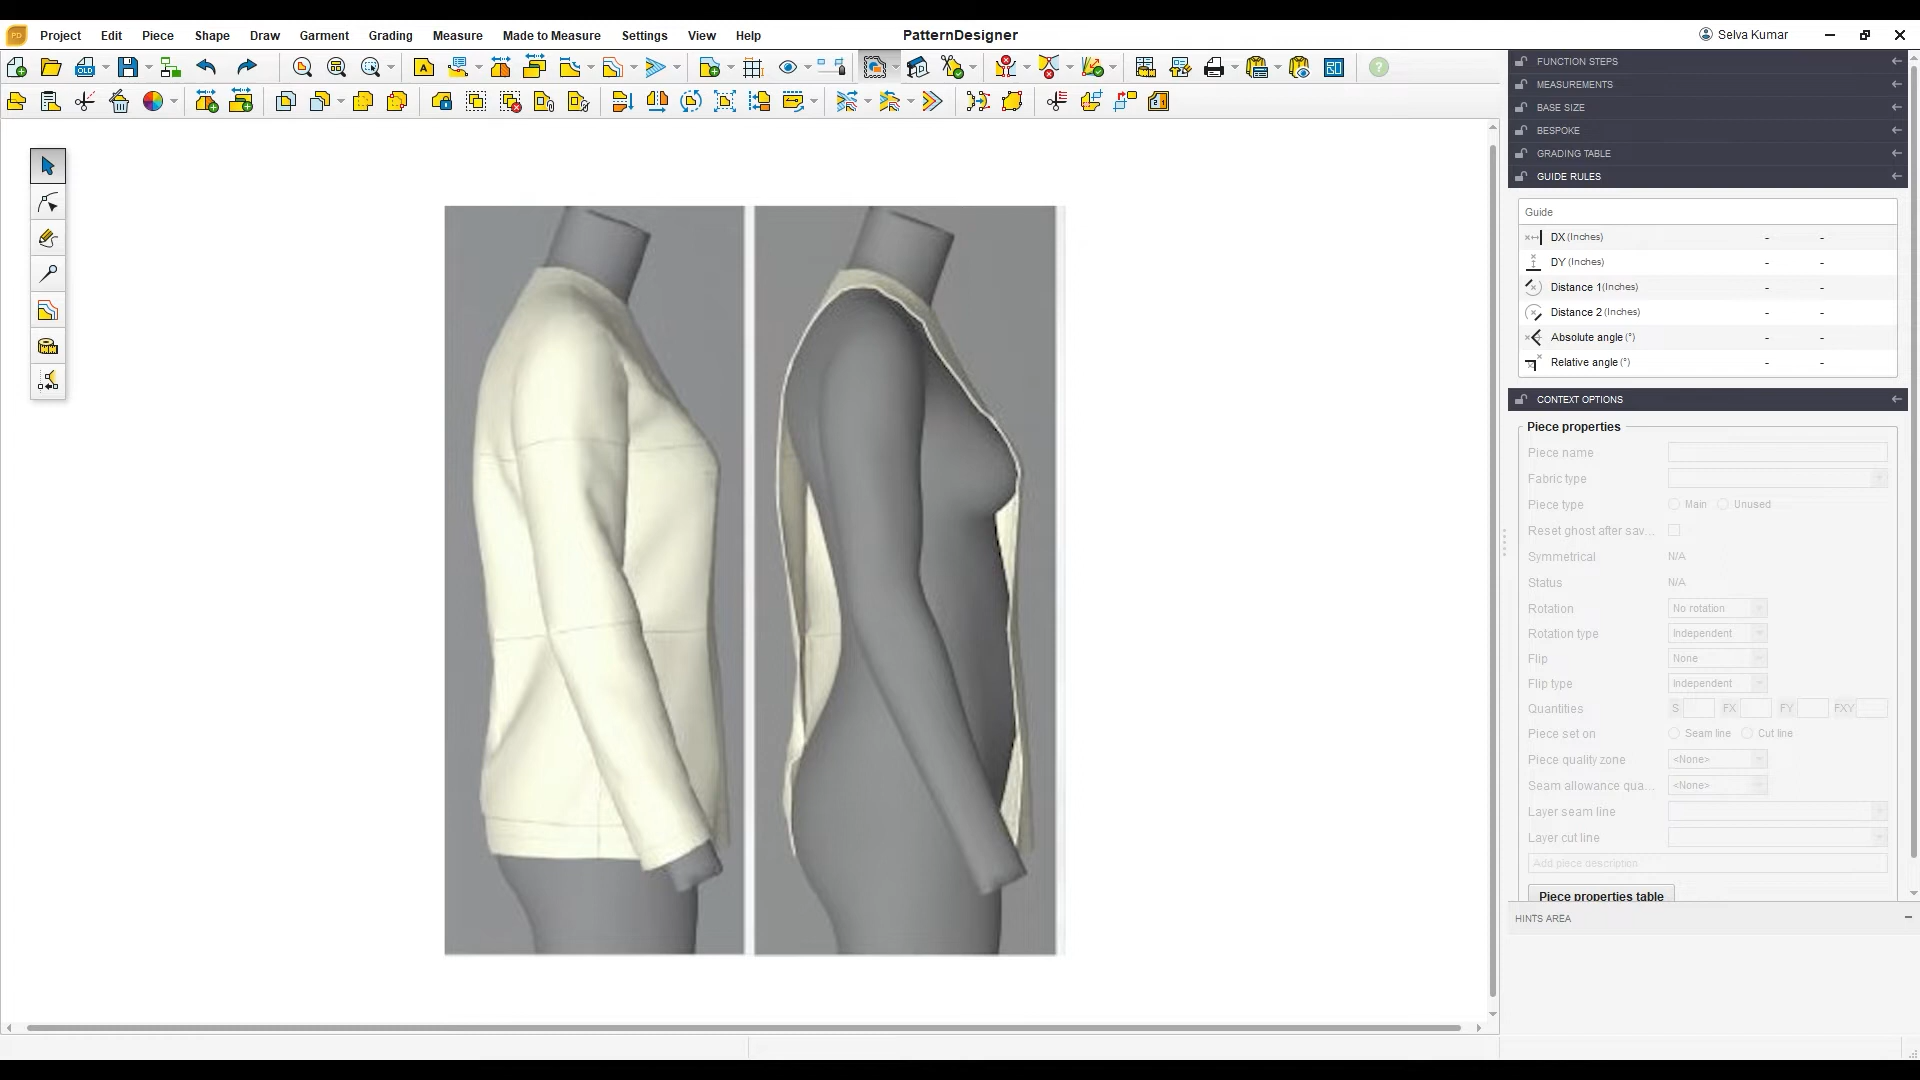 PD
Project Edit Piece Shape Draw Garment Grading Measure Made to Measure Settings View Help
PatternDesigner
Selva Kumar
FUNCTION STEPS
MEASUREMENTS
BASE SIZE
BESPOKE
GRADING TABLE
GUIDE RULES
Guide
DX (Inches) - -
DY (Inches) - -
Distance 1(Inches) - -
Distance 2 (Inches) - -
Absolute angle (°) - -
Relative angle (°) - -
CONTEXT OPTIONS
Piece properties
Piece name
Fabric type
Piece type Main Unused
Reset ghost after sav...
Symmetrical N/A
Status N/A
Rotation No rotation
Rotation type Independent
Flip None
Flip type Independent
Quantities S FX FY FXY
Piece set on Seam line Cut line
Piece quality zone <None>
Seam allowance qua... <None>
Layer seam line
Layer cut line
Add piece description
Piece properties table
HINTS AREA